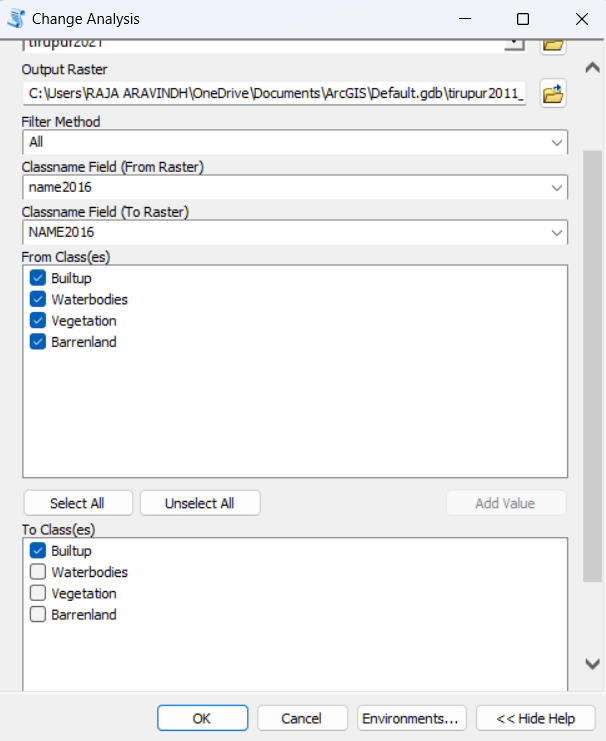 Change Analysis
tirupur2021
Output Raster
C:\Users\RAJA ARAVINDH\OneDrive\Documents\ArcGIS\Default.gdb\tirupur2011_
Filter Method
All
Classname Field (From Raster)
name2016
Classname Field (To Raster)
NAME2016
From Class(es)
Builtup
Waterbodies
Vegetation
Barrenland
Select All
Unselect All
Add Value
To Class(es)
Builtup
Waterbodies
Vegetation
Barrenland
OK
Cancel
Environments...
<< Hide Help